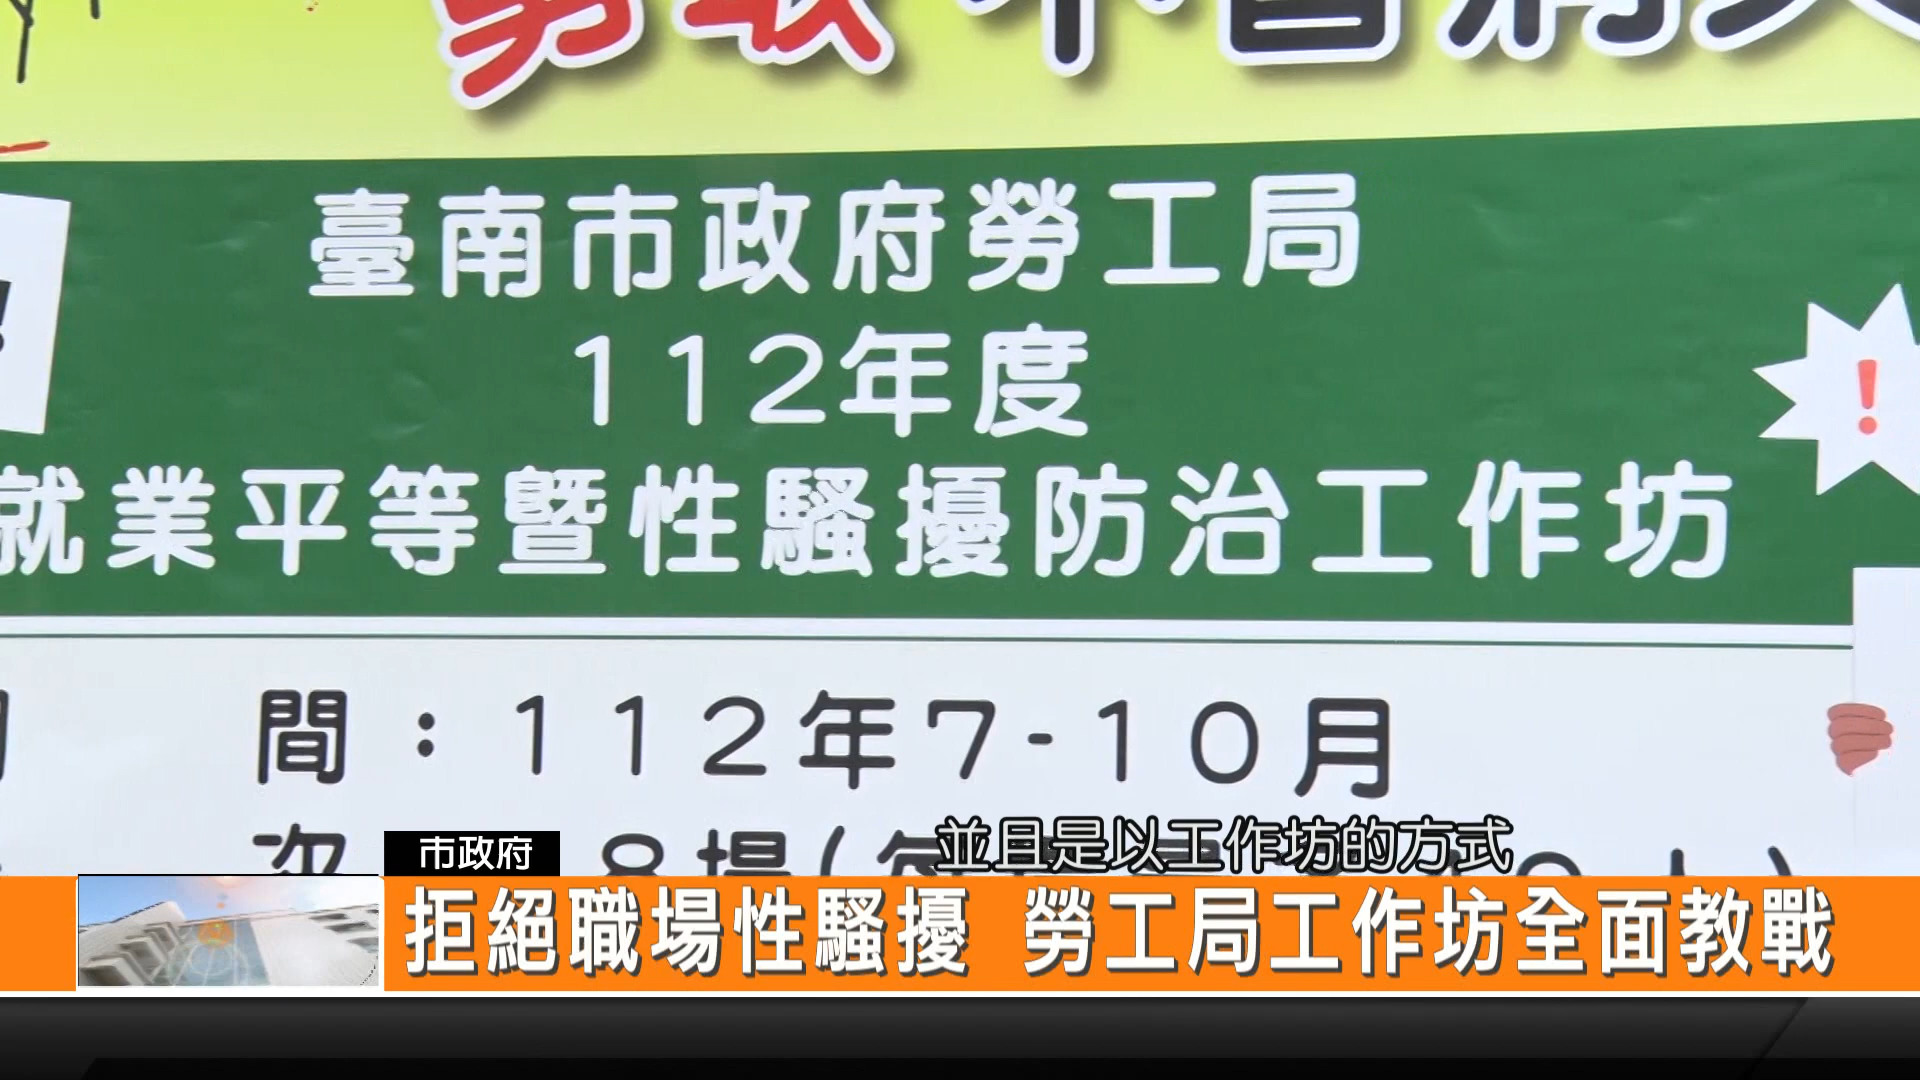 臺南市政府勞工局
112年度
就業平等暨性騷擾防治工作坊
間：112年7-10月
並且是以工作坊的方式
市政府
拒絕職場性騷擾 勞工局工作坊全面教戰